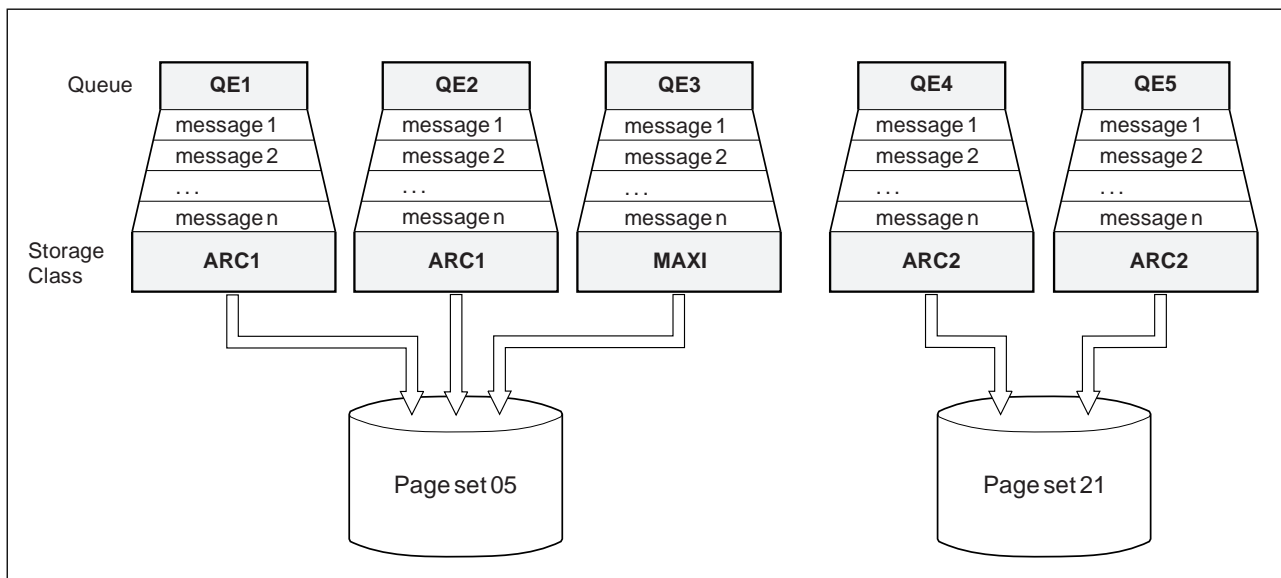 Queue QE1 QE2 QE3 QE4 QE5
message 1 message 1 message 1 message 1 message 1
message 2 message 2 message 2 message 2 message 2
. . . . . . . . . . . . . . .
message n message n message n message n message n
Storage Class ARC1 ARC1 MAXI ARC2 ARC2
Page set 05 Page set 21